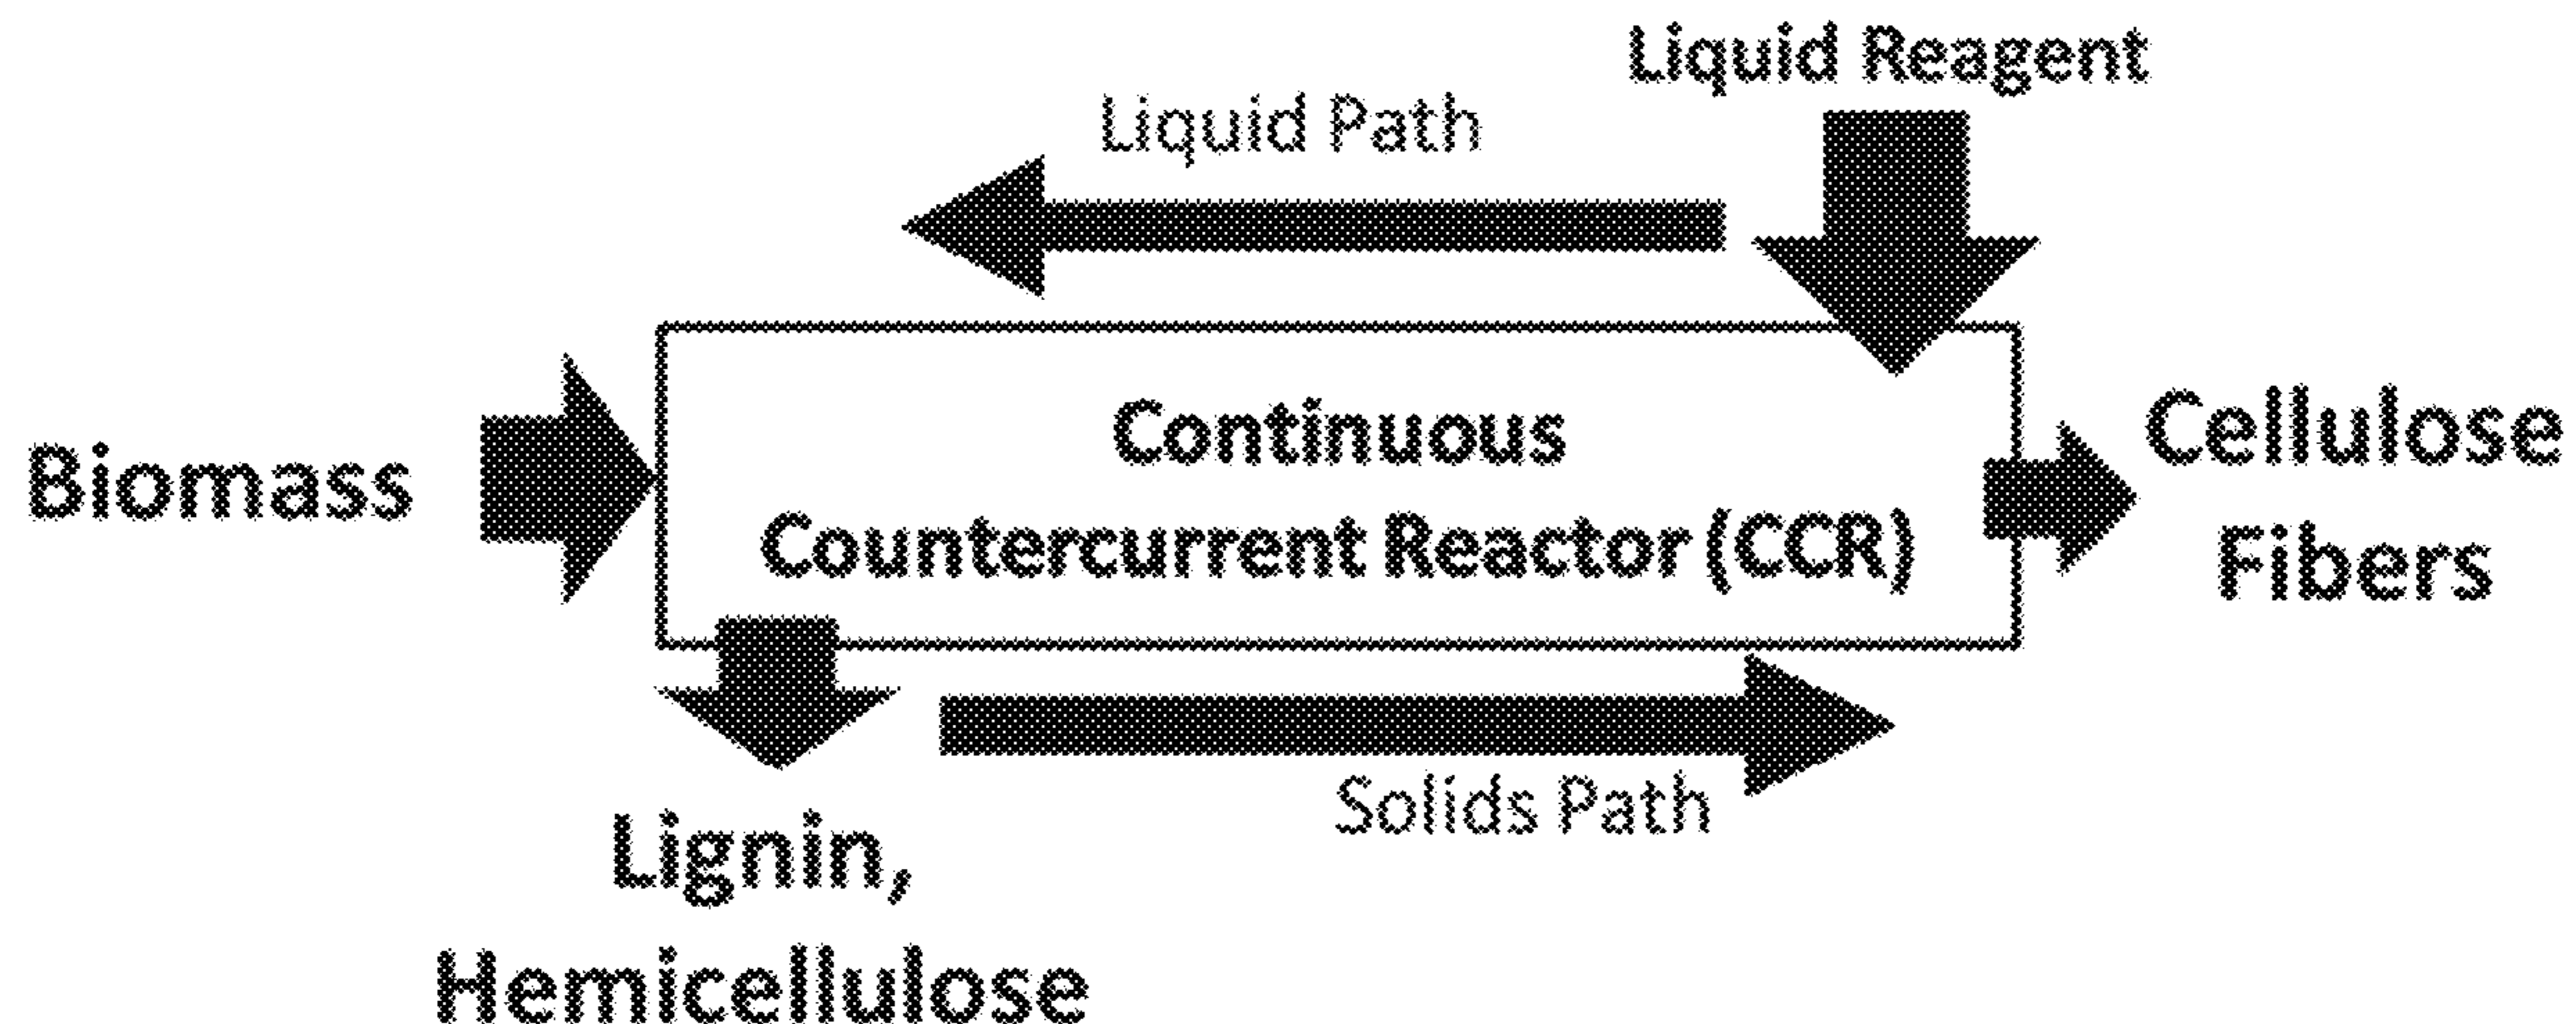 Liquid Reagent
Liquid Path
Continuous
Countercurrent Reactor (CCR)
Biomass
Cellulose
Fibers
Solids Path
Lignin,
Hemicellulose